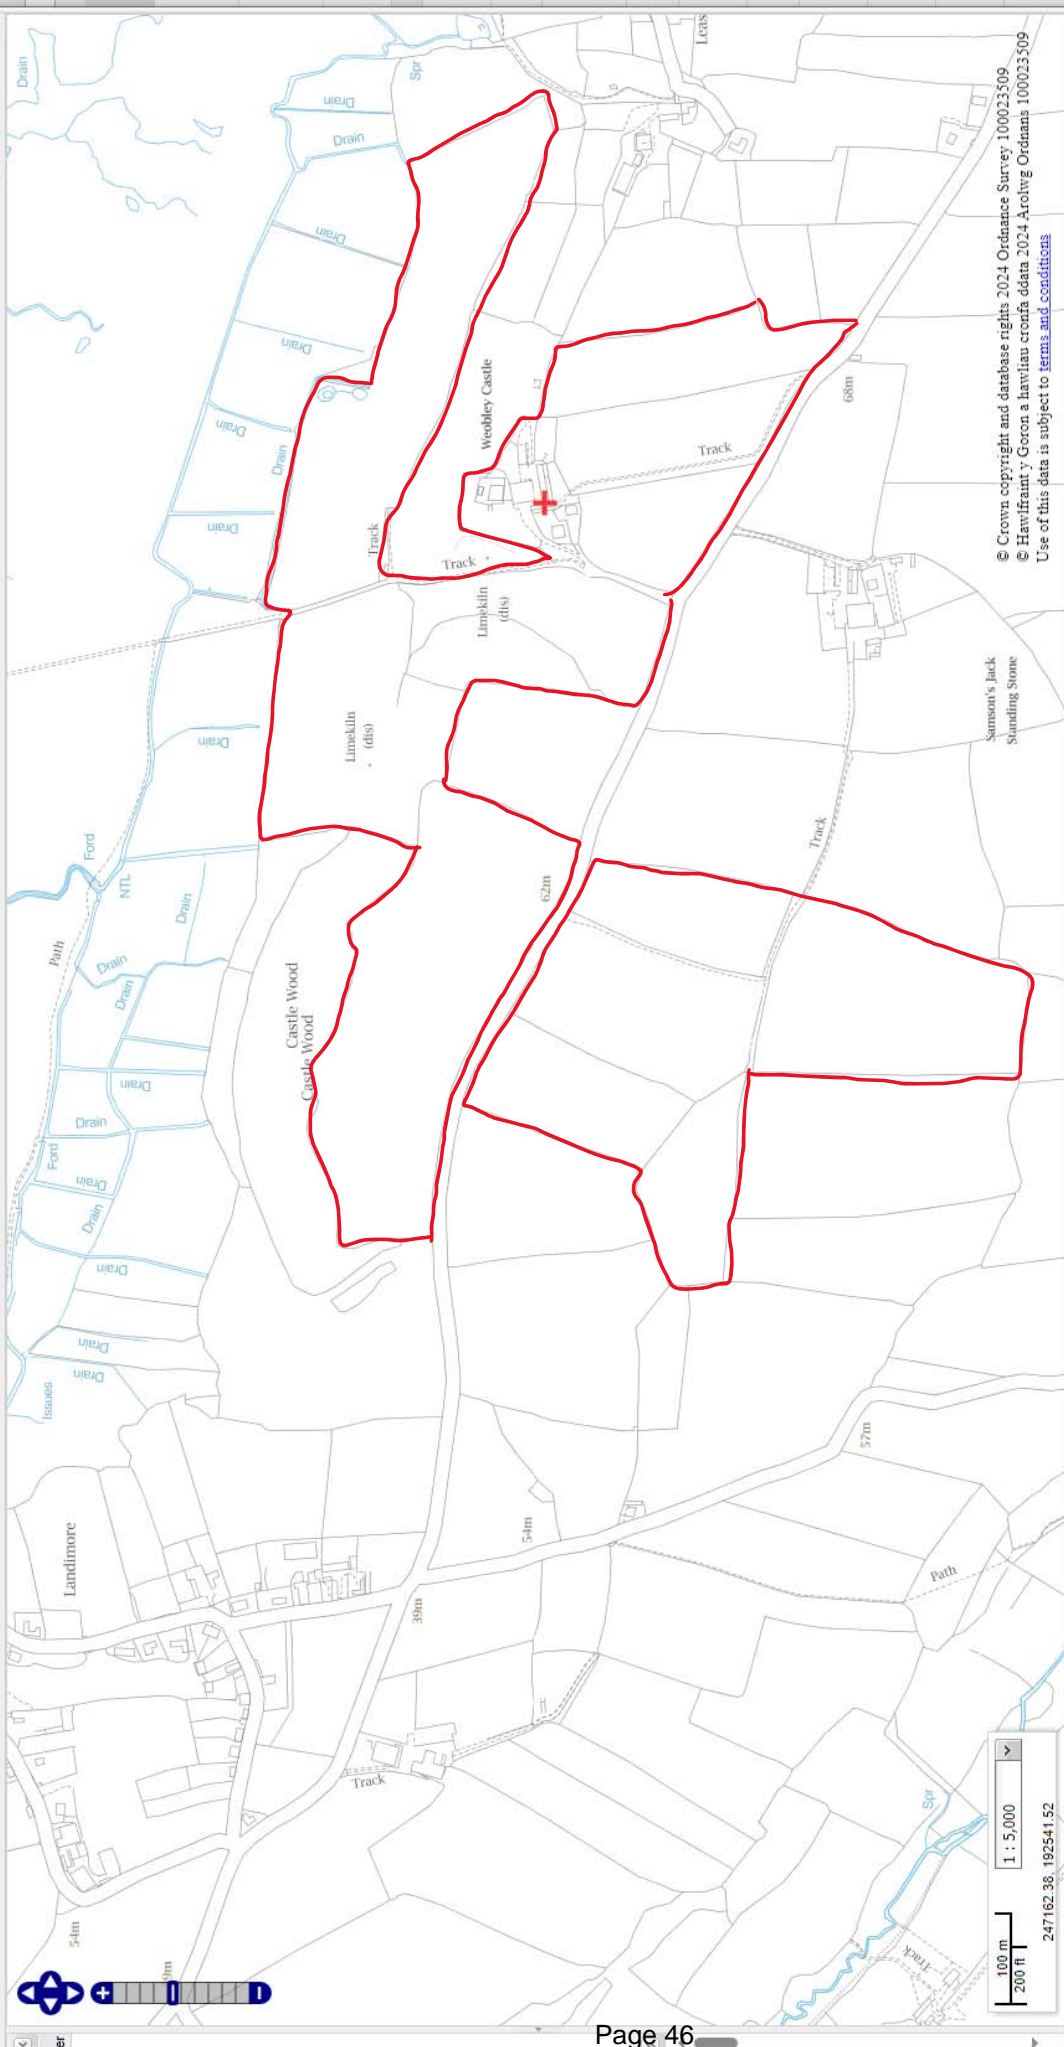 Drain
Drain
Drain
Spr
Leas
Drain
Drain
Drain
Drain
Drain
Weobley Castle
Track
68m
Track
Track
Limekiln
(dis)
Limekiln
(dis)
Drain
Samson's Jack
Standing Stone
Track
Ford
NTL
Drain
62m
Path
Drain
Drain
Castle Wood
Castle Wood
Drain
Drain
Ford
Drain
Drain
Drain
Drain
Drain
Issues
57m
54m
Landimore
Path
39m
Track
Spr
54m
9m
Track
© Crown copyright and database rights 2024 Ordnance Survey 100023509
© Hawlfraint y Goron a hawliau cronfa ddata 2024 Arolwg Ordnans 100023509
Use of this data is subject to terms and conditions
1 : 5,000
100 m
200 ft
247162.38, 192541.52
er
Page 46